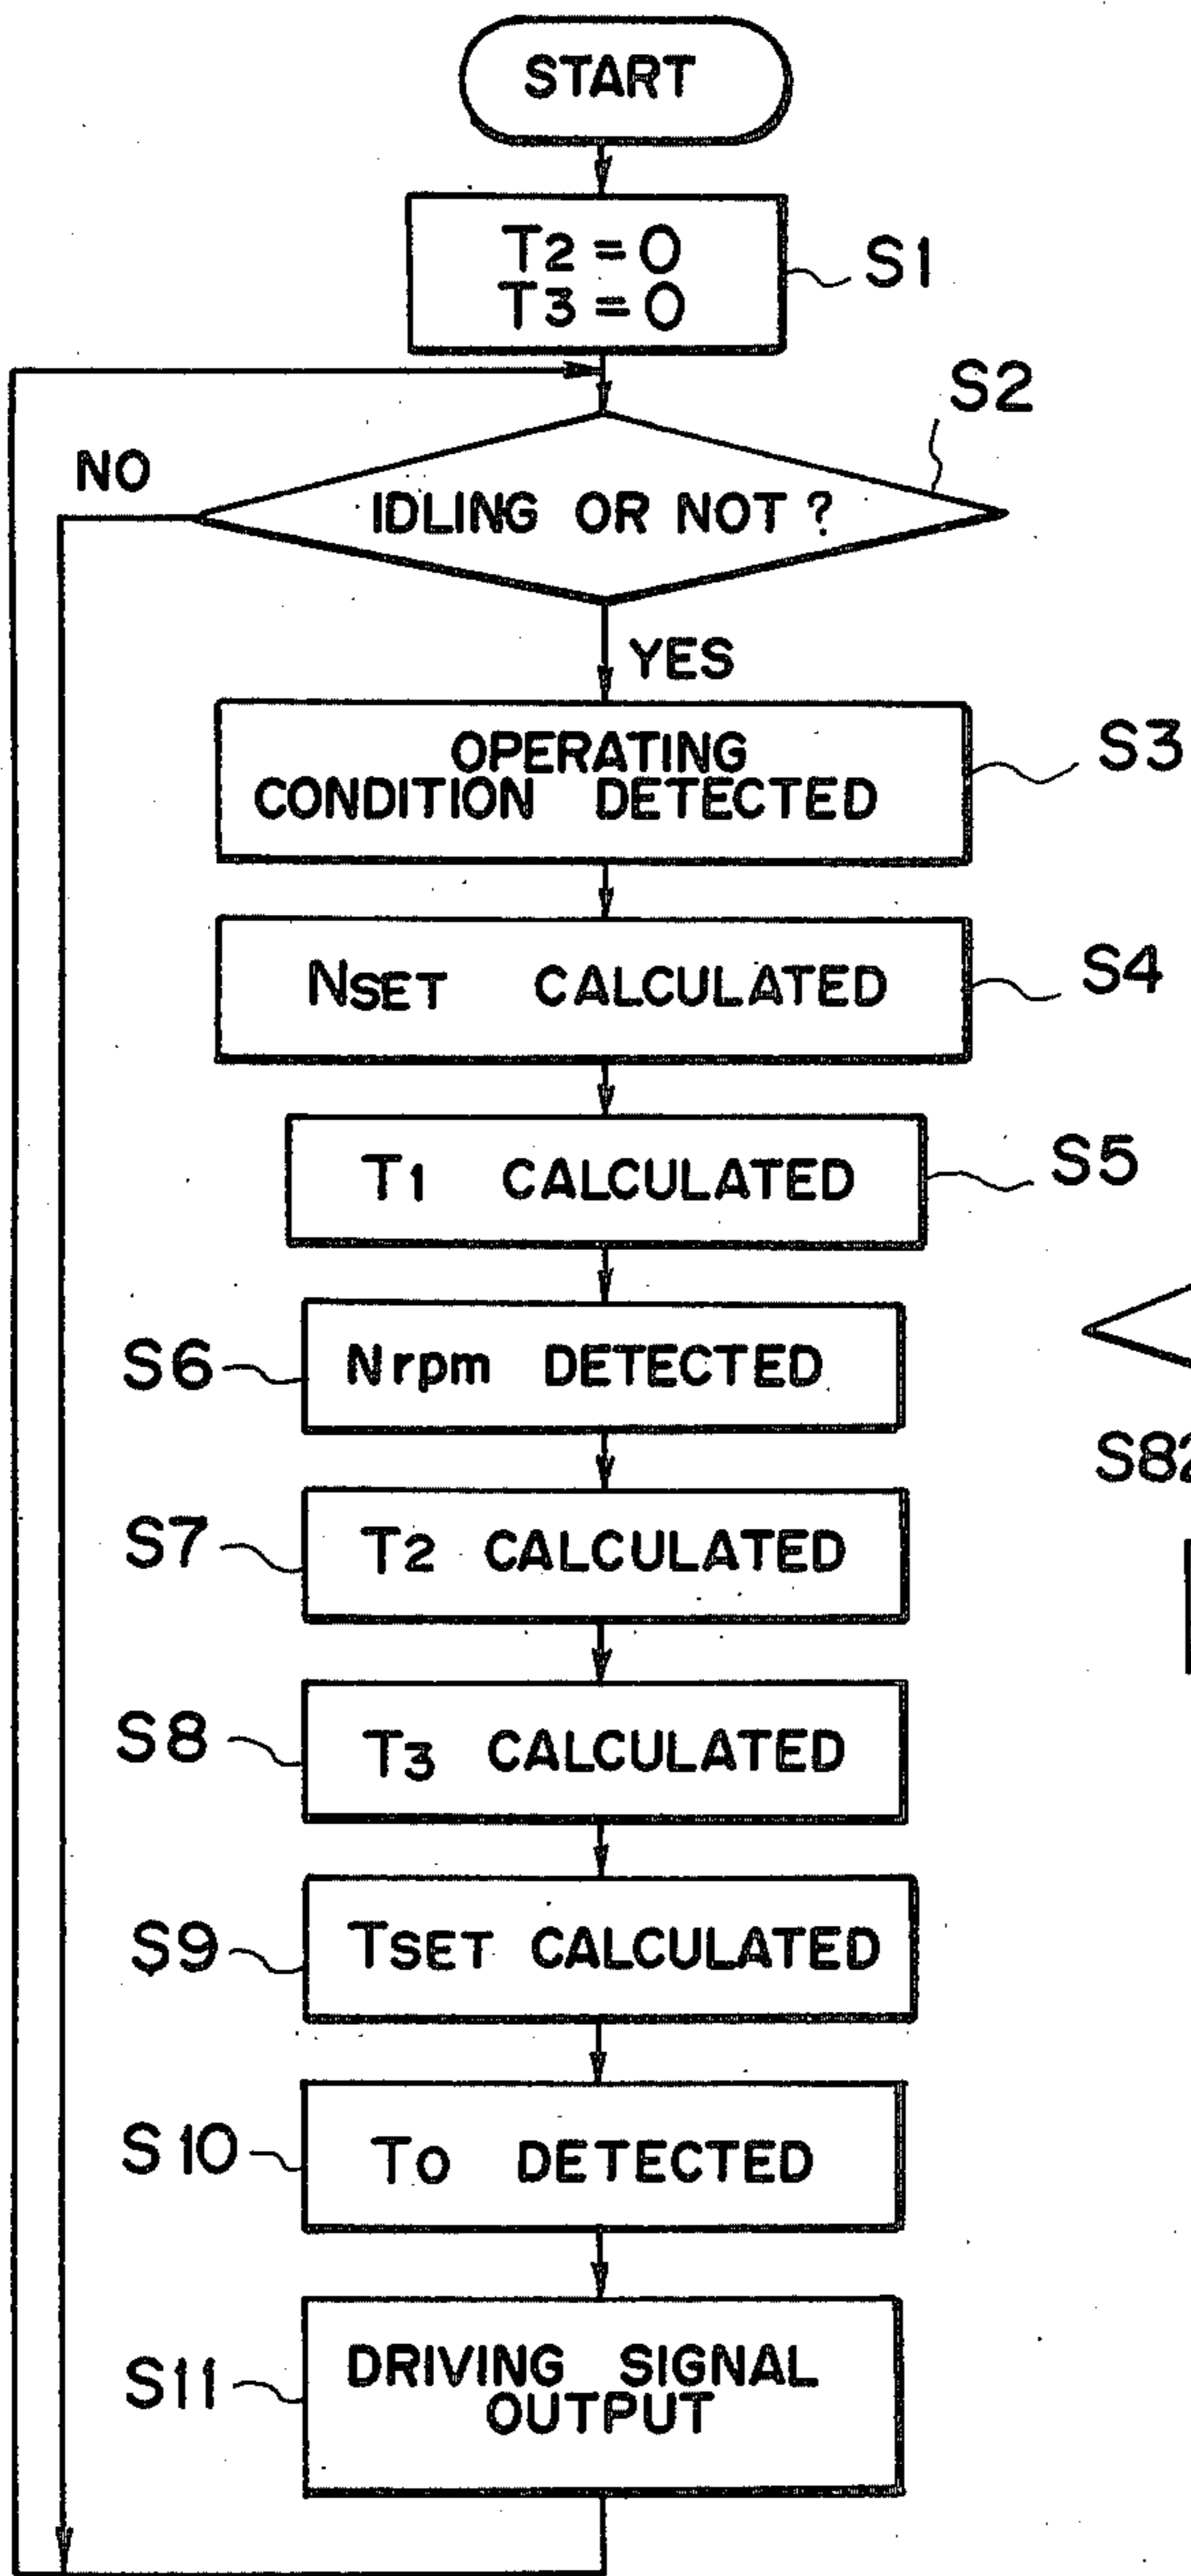 START
T2 = 0
T3 = 0
S1
S2
NO
IDLING OR NOT ?
YES
OPERATING
CONDITION DETECTED
S3
NSET CALCULATED
S4
T1 CALCULATED
S5
S6
Nrpm DETECTED
S7
T2 CALCULATED
S8
T3 CALCULATED
S9
TSET CALCULATED
S10
TO DETECTED
S11
DRIVING SIGNAL
OUTPUT
S82